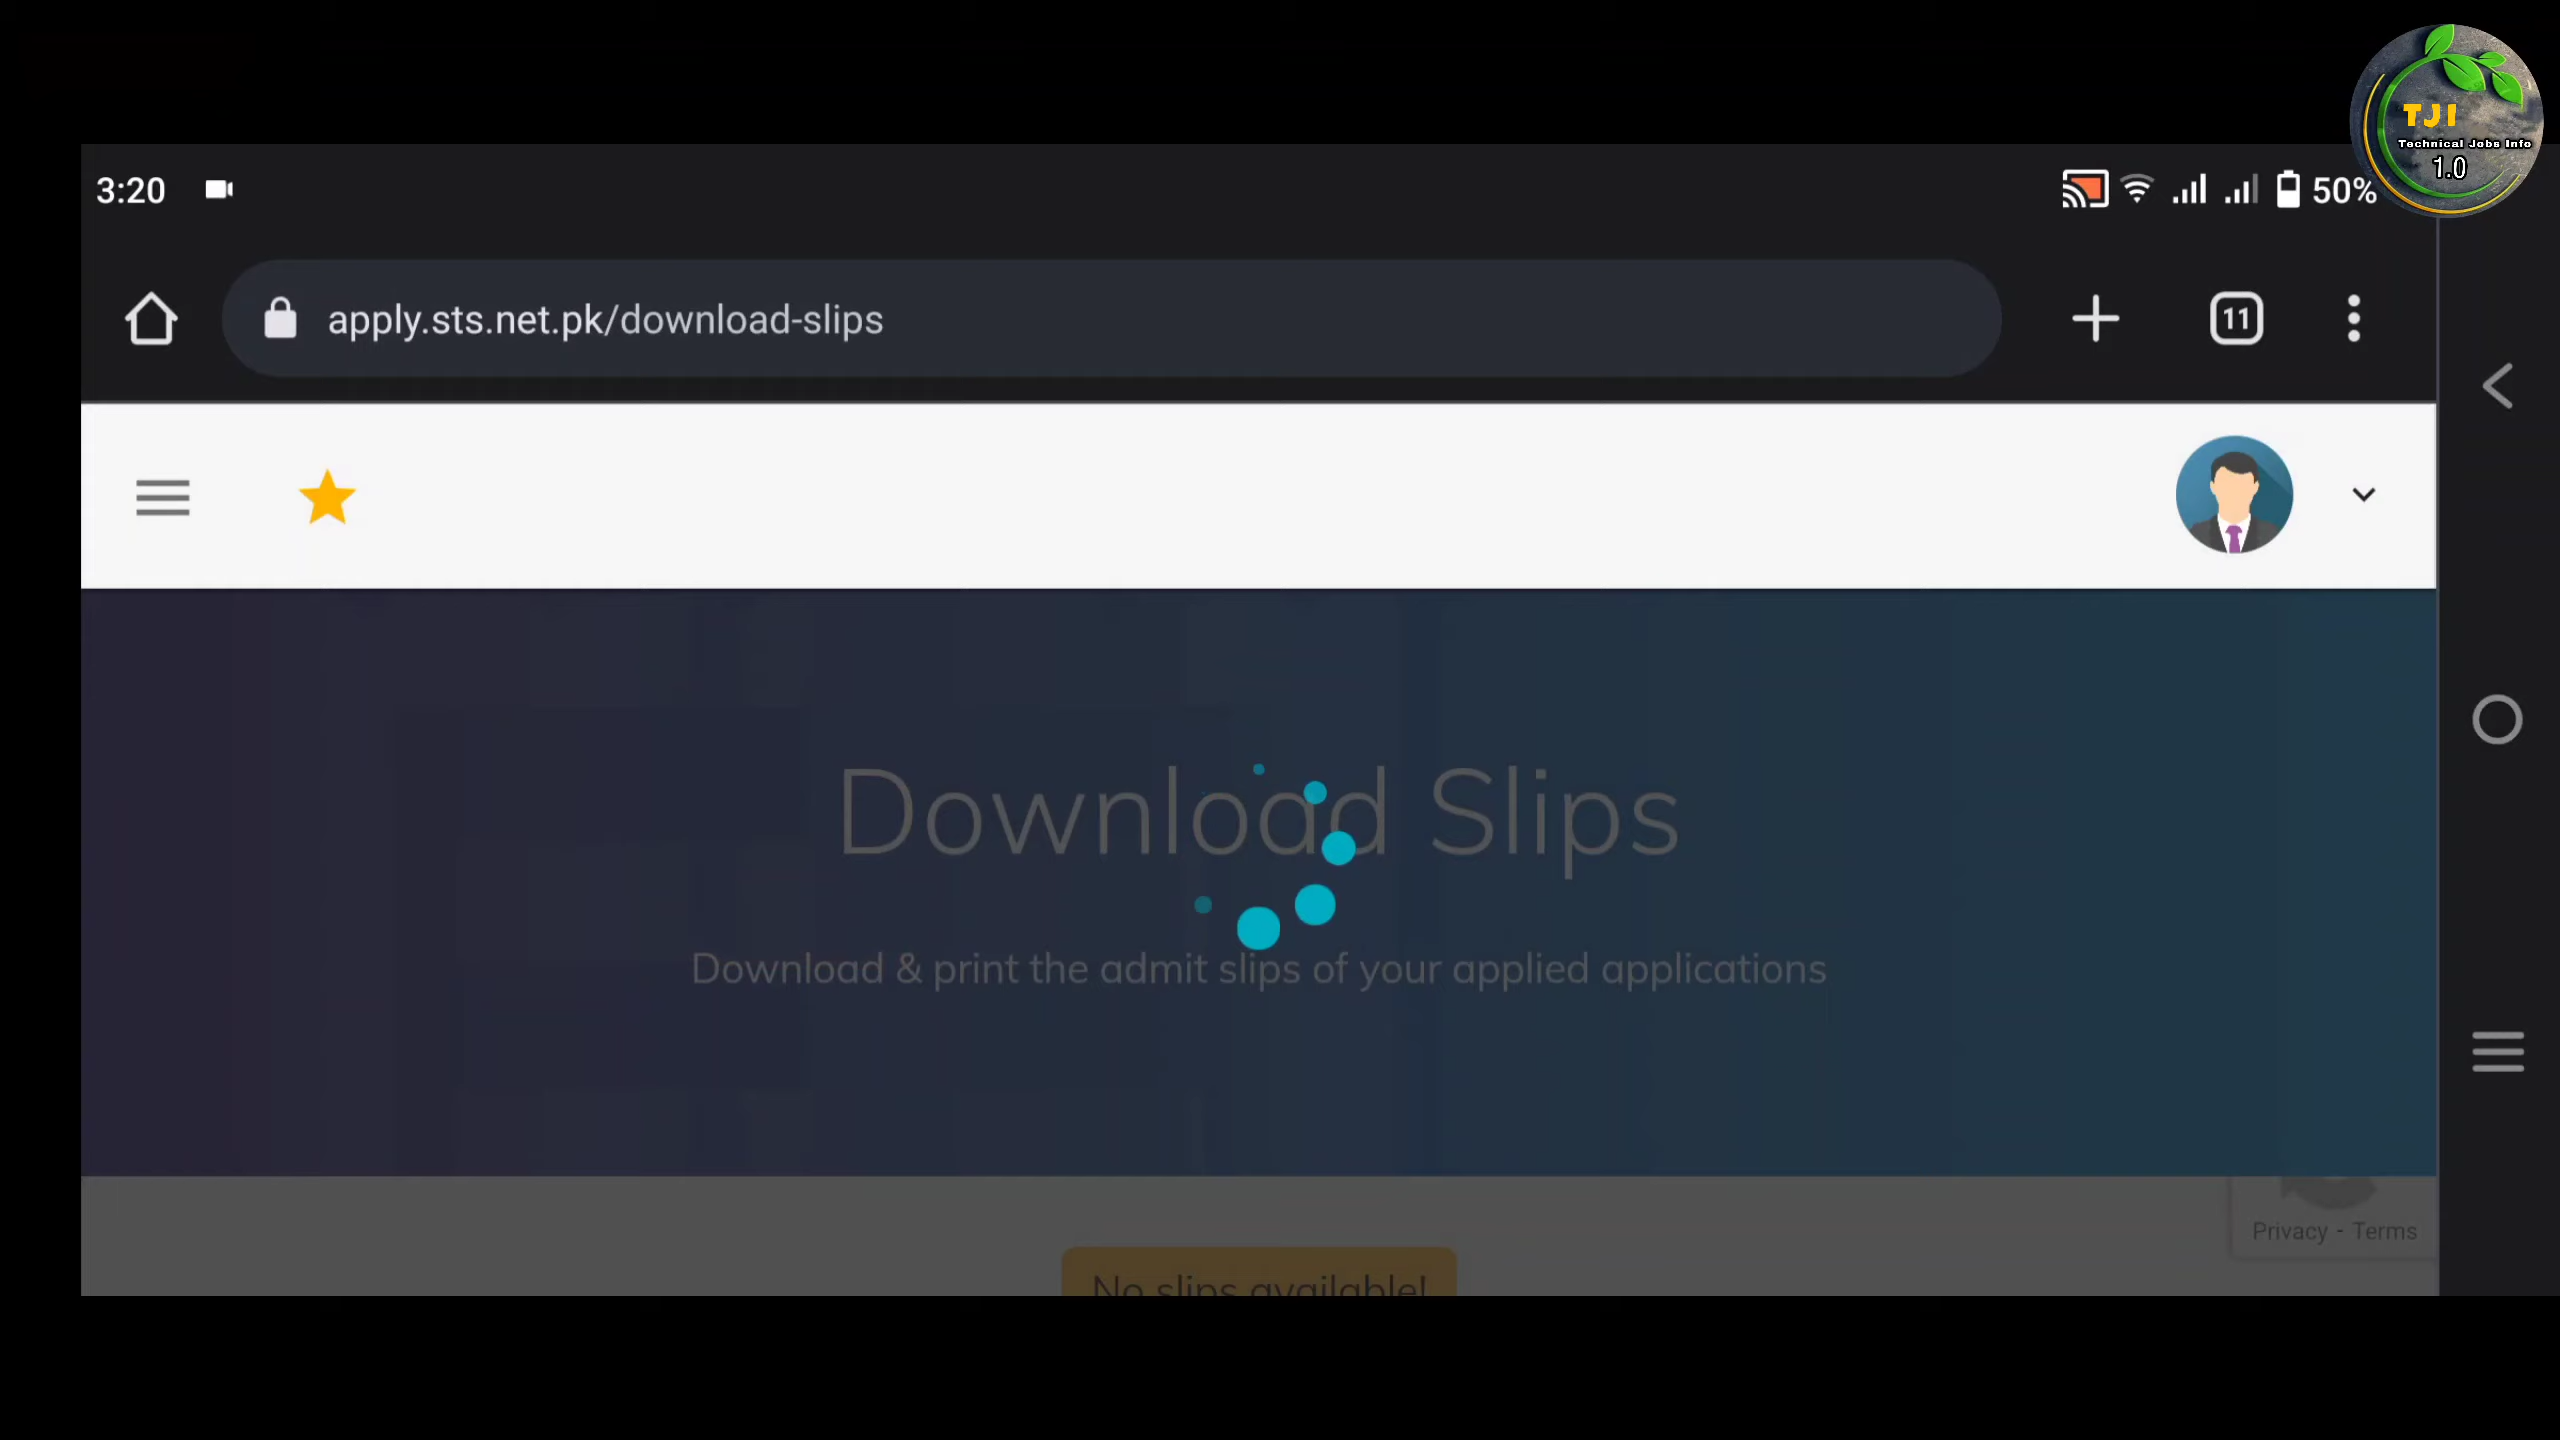 TJI
Technical Jobs Info
1.0
3:20
50%
apply.sts.net.pk/download-slips
11
Download Slips
Download & print the admit slips of your applied applications
Privacy - Terms
No slips available!